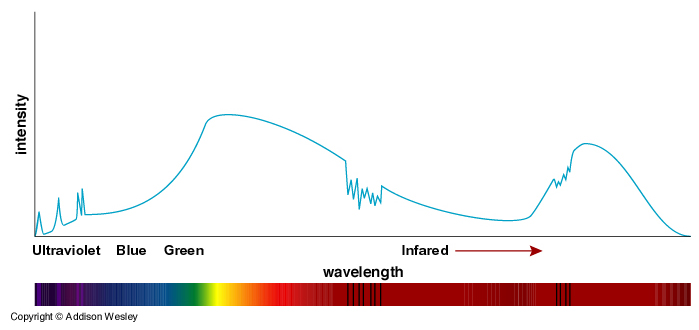 intensity
Ultraviolet Blue Green Infared
wavelength
Copyright © Addison Wesley